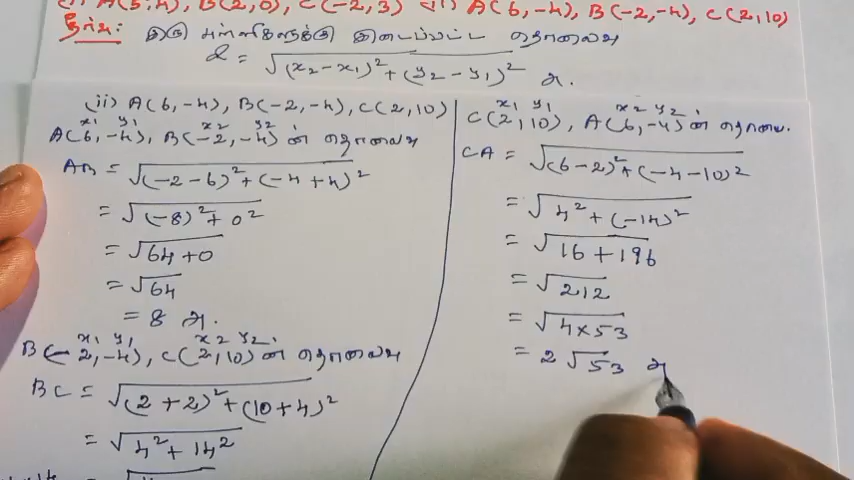 A(5,4), B(2,0), C(-2,3) A(6,-4), B(-2,-4), C(2,10)
தீர்வு: இரு புள்ளிகளுக்கு இடைப்பட்ட தொலைவு
d = √(x₂-x₁)²+(y₂-y₁)² அ.
(ii) A(6,-4), B(-2,-4), C(2,10)
x₁ y₁ x₂ y₂
A(6,-4), B(-2,-4) ன் தொலைவு
AB = √(-2-6)²+(-4+4)²
= √(-8)²+0²
= √64+0
= √64
= 8 அ.
x₁ y₁ x₂ y₂
B(-2,-4), C(2,10) ன் தொலைவு
BC = √(2+2)²+(10+4)²
= √4²+14²
x₁ y₁ x₂ y₂
C(2,10), A(6,-4) ன் தொலை.
CA = √(6-2)²+(-4-10)²
= √4²+(-14)²
= √16+196
= √212
= √4×53
= 2√53 அ